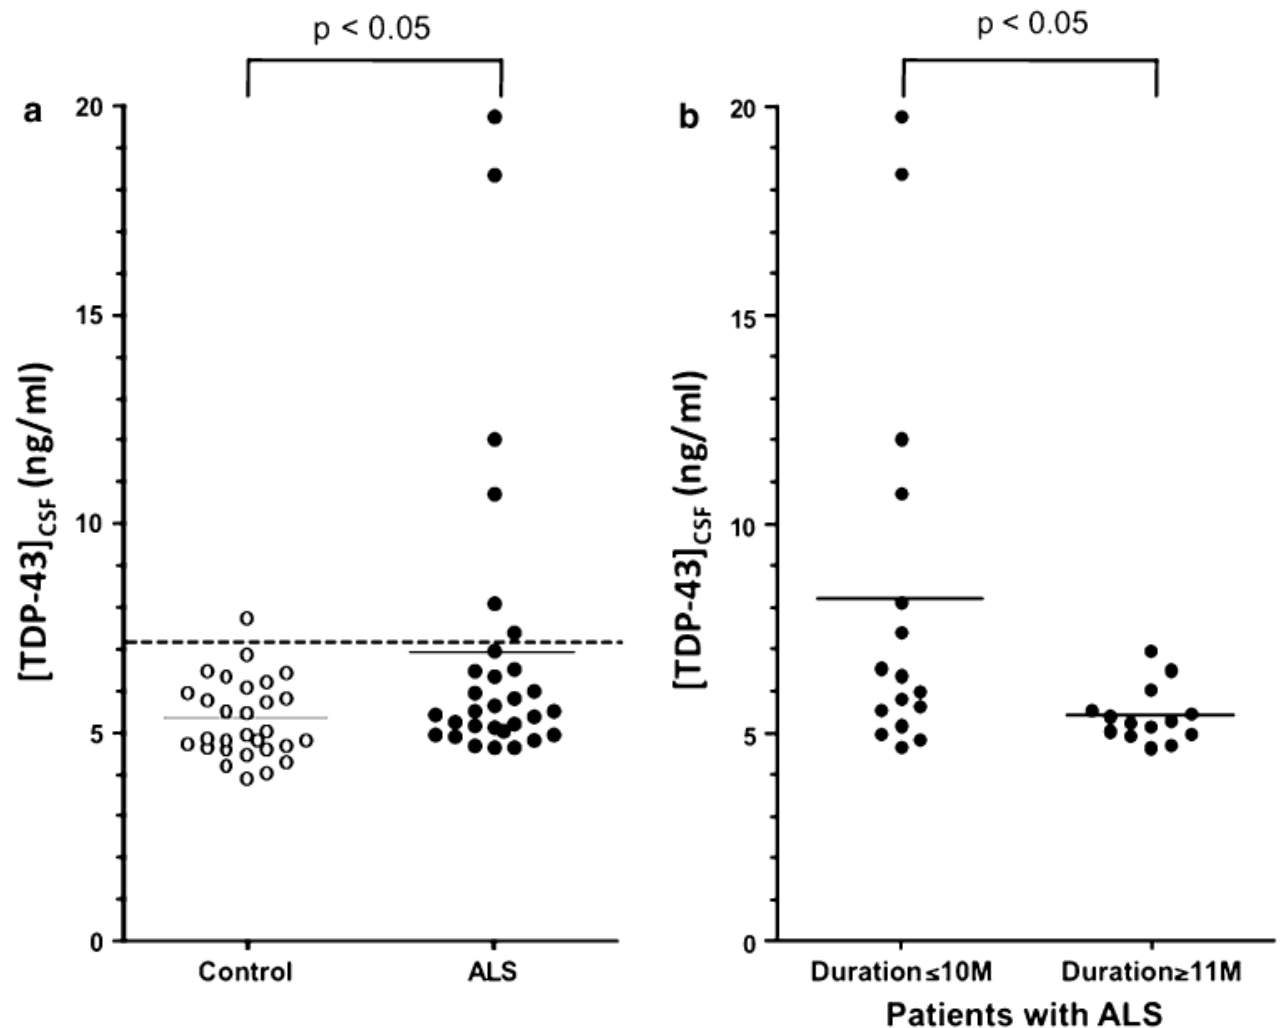 p < 0.05
a
20
15
10
5
0
[TDP-43]CSF (ng/ml)
Control
ALS
p < 0.05
b
20
15
10
5
0
[TDP-43]CSF (ng/ml)
Duration≤10M
Duration≥11M
Patients with ALS